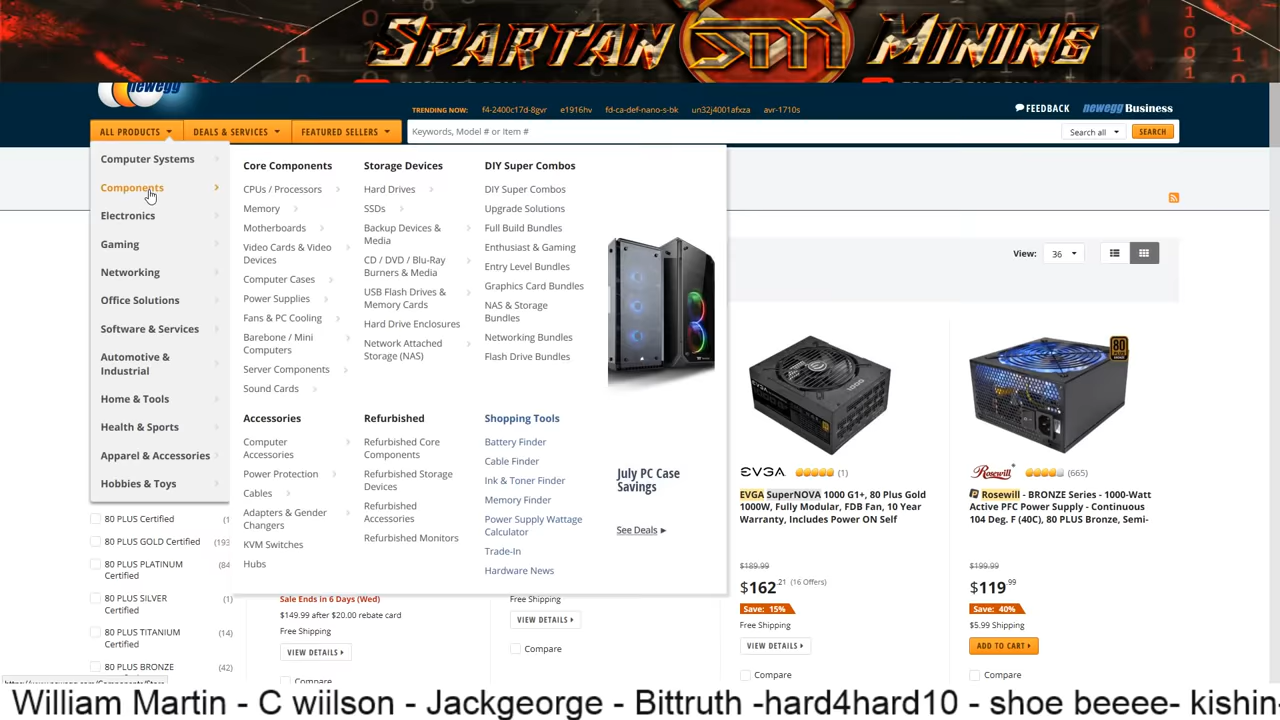 SPARTAN SM MINING
newegg
TRENDING NOW: f4-2400c17d-8gvr e1916hv fd-ca-def-nano-s-bk un32j4001afxza avr-1710s
FEEDBACK newegg Business
ALL PRODUCTS DEALS & SERVICES FEATURED SELLERS Keywords, Model # or Item # Search all SEARCH
Computer Systems
Components
Electronics
Gaming
Networking
Office Solutions
Software & Services
Automotive &
Industrial
Home & Tools
Health & Sports
Apparel & Accessories
Hobbies & Toys
Core Components
CPUs / Processors
Memory
Motherboards
Video Cards & Video
Devices
Computer Cases
Power Supplies
Fans & PC Cooling
Barebone / Mini
Computers
Server Components
Sound Cards
Storage Devices
Hard Drives
SSDs
Backup Devices &
Media
CD / DVD / Blu-Ray
Burners & Media
USB Flash Drives &
Memory Cards
Hard Drive Enclosures
Network Attached
Storage (NAS)
DIY Super Combos
DIY Super Combos
Upgrade Solutions
Full Build Bundles
Enthusiast & Gaming
Entry Level Bundles
Graphics Card Bundles
NAS & Storage
Bundles
Networking Bundles
Flash Drive Bundles
Accessories
Computer
Accessories
Power Protection
Cables
Adapters & Gender
Changers
KVM Switches
Hubs
Refurbished
Refurbished Core
Components
Refurbished Storage
Devices
Refurbished
Accessories
Refurbished Monitors
Shopping Tools
Battery Finder
Cable Finder
Ink & Toner Finder
Memory Finder
Power Supply Wattage
Calculator
Trade-In
Hardware News
July PC Case
Savings
See Deals
View: 36
EVGA (1)
EVGA SuperNOVA 1000 G1+, 80 Plus Gold
1000W, Fully Modular, FDB Fan, 10 Year
Warranty, Includes Power ON Self
$189.99
$162.21 (16 Offers)
Save: 15%
Free Shipping
VIEW DETAILS
Compare
80
Rosewill (665)
Rosewill - BRONZE Series - 1000-Watt
Active PFC Power Supply - Continuous
104 Deg. F (40C), 80 PLUS Bronze, Semi-
$199.99
$119.99
Save: 40%
$5.99 Shipping
ADD TO CART
Compare
80 PLUS Certified (1
80 PLUS GOLD Certified (193
80 PLUS PLATINUM (84
Certified
80 PLUS SILVER (1)
Certified
80 PLUS TITANIUM (14)
Certified
80 PLUS BRONZE (42)
Sale Ends in 6 Days (Wed)
$149.99 after $20.00 rebate card
Free Shipping
VIEW DETAILS
Compare
Free Shipping
VIEW DETAILS
Compare
William Martin - C wiilson - Jackgeorge - Bittruth -hard4hard10 - shoe beeee- kishin-